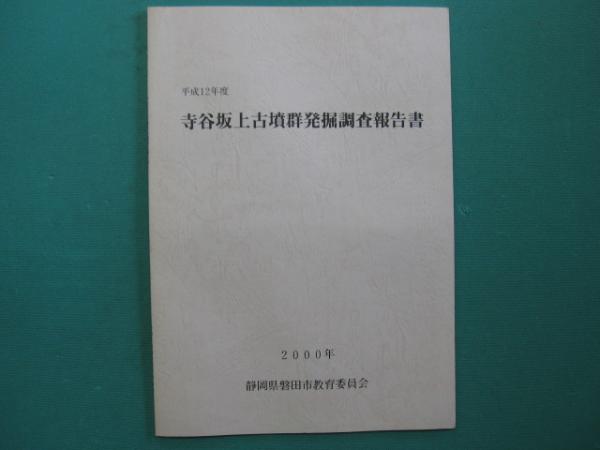 平成12年度
寺谷坂上古墳群発掘調査報告書
2000年
静岡県磐田市教育委員会